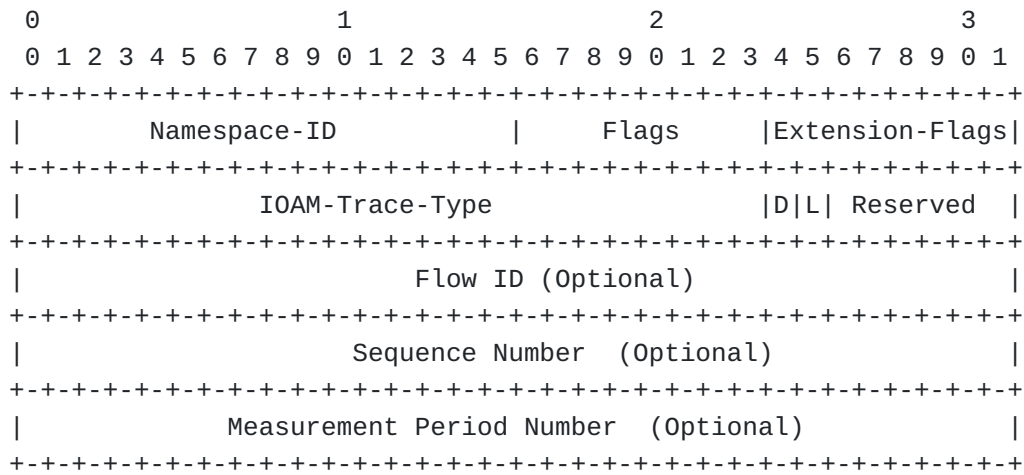 0                   1                   2                   3
 0 1 2 3 4 5 6 7 8 9 0 1 2 3 4 5 6 7 8 9 0 1 2 3 4 5 6 7 8 9 0 1
+-+-+-+-+-+-+-+-+-+-+-+-+-+-+-+-+-+-+-+-+-+-+-+-+-+-+-+-+-+-+-+-+
|        Namespace-ID           |     Flags     |Extension-Flags|
+-+-+-+-+-+-+-+-+-+-+-+-+-+-+-+-+-+-+-+-+-+-+-+-+-+-+-+-+-+-+-+-+
|               IOAM-Trace-Type                 |D|L| Reserved  |
+-+-+-+-+-+-+-+-+-+-+-+-+-+-+-+-+-+-+-+-+-+-+-+-+-+-+-+-+-+-+-+-+
|                         Flow ID (Optional)                    |
+-+-+-+-+-+-+-+-+-+-+-+-+-+-+-+-+-+-+-+-+-+-+-+-+-+-+-+-+-+-+-+-+
|                     Sequence Number  (Optional)               |
+-+-+-+-+-+-+-+-+-+-+-+-+-+-+-+-+-+-+-+-+-+-+-+-+-+-+-+-+-+-+-+-+
|             Measurement Period Number  (Optional)             |
+-+-+-+-+-+-+-+-+-+-+-+-+-+-+-+-+-+-+-+-+-+-+-+-+-+-+-+-+-+-+-+-+